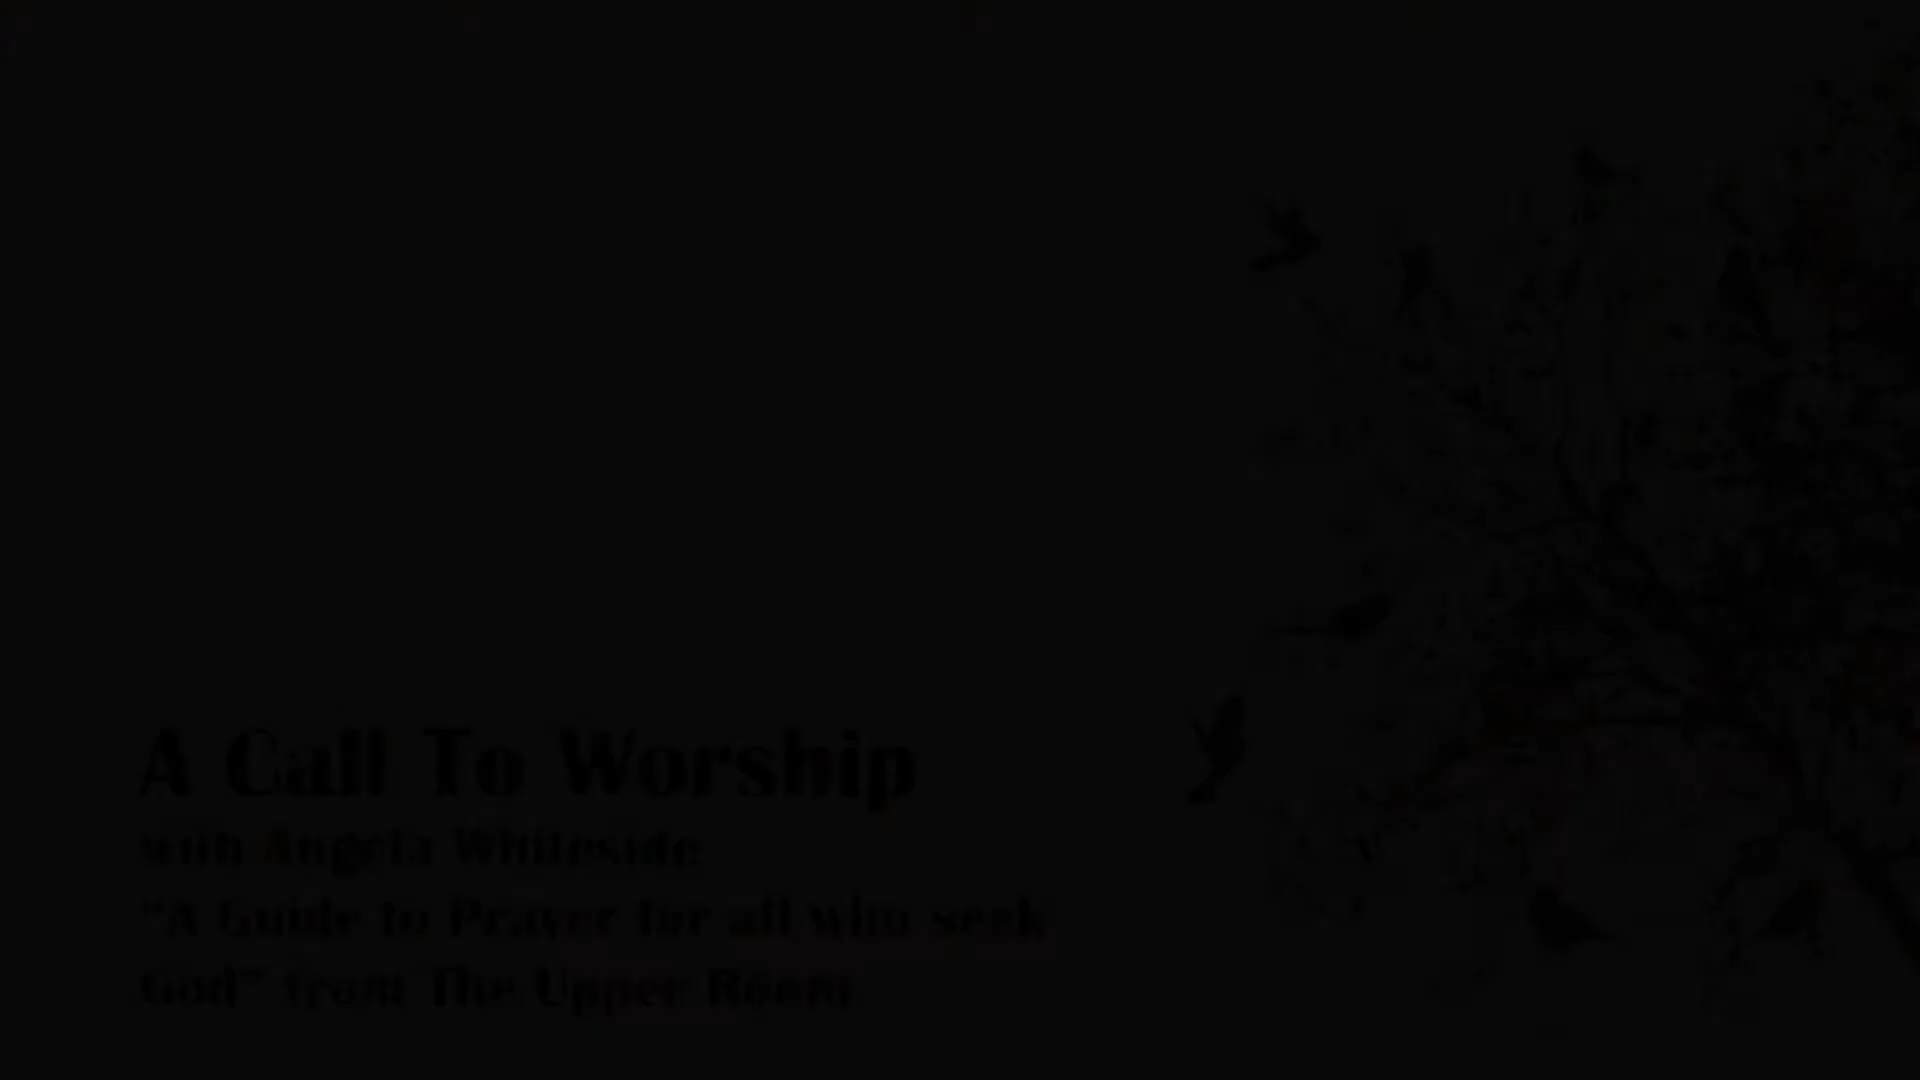 A Call To Worship
with Angela Whiteside
"A Guide to Prayer for all who seek
God" from The Upper Room